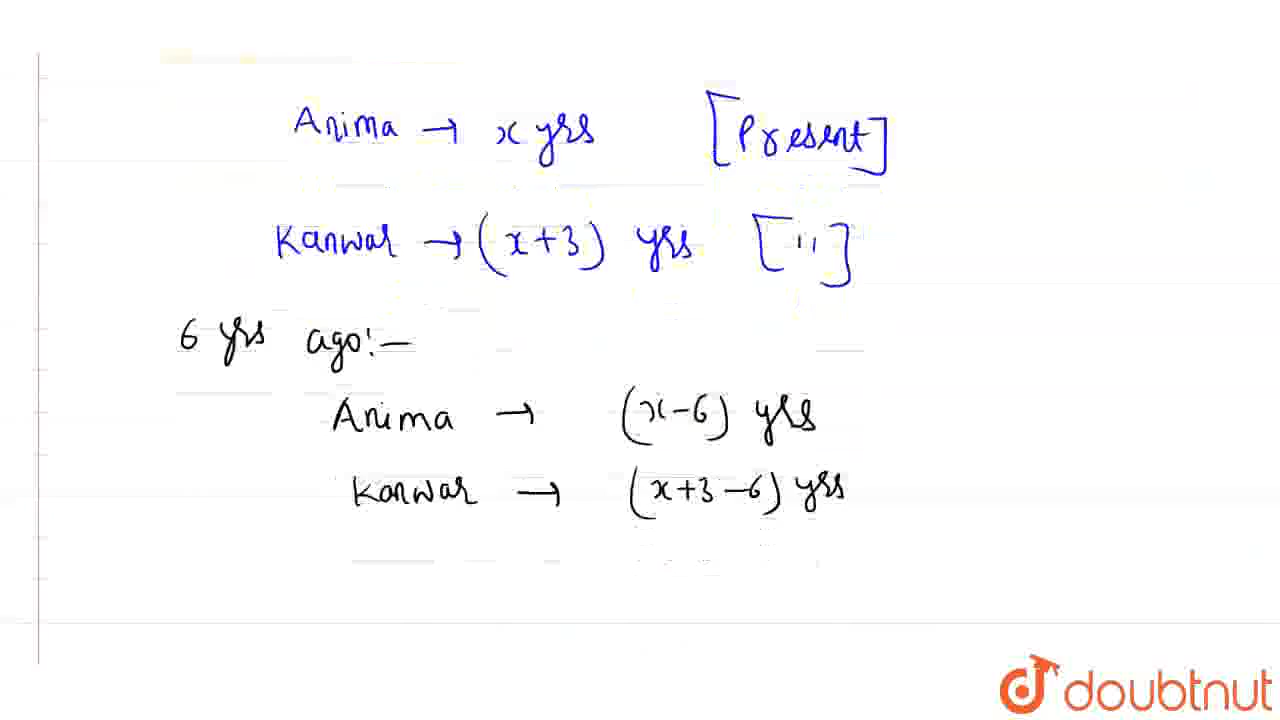 Anima → x yrs [Present]
Kanwar → (x+3) yrs ["]
6 yrs ago:-
Anima → (x-6) yrs
Kanwar → (x+3-6) yrs
doubtnut